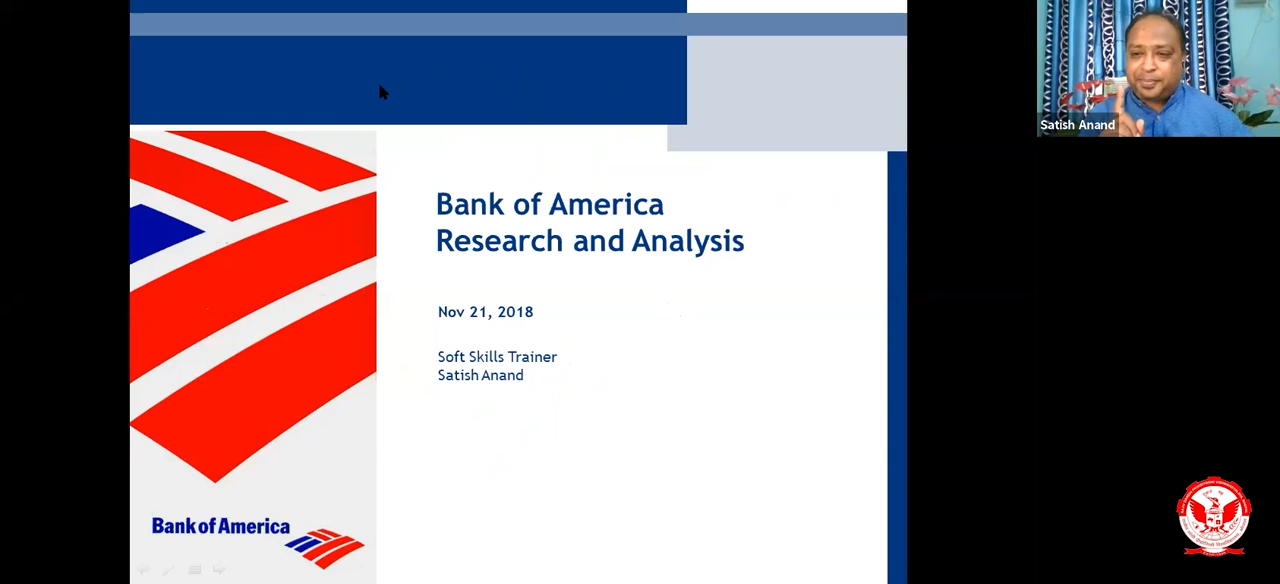 Bank of America
Research and Analysis
Nov 21, 2018
Soft Skills Trainer
Satish Anand
Bank of America
Satish Anand